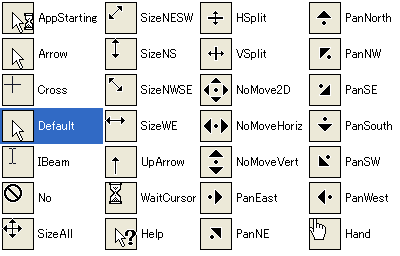 AppStarting
Arrow
Cross
Default
IBeam
No
SizeAll
SizeNESW
SizeNS
SizeNWSE
SizeWE
UpArrow
WaitCursor
Help
HSplit
VSplit
NoMove2D
NoMoveHoriz
NoMoveVert
PanEast
PanNE
PanNorth
PanNW
PanSE
PanSouth
PanSW
PanWest
Hand